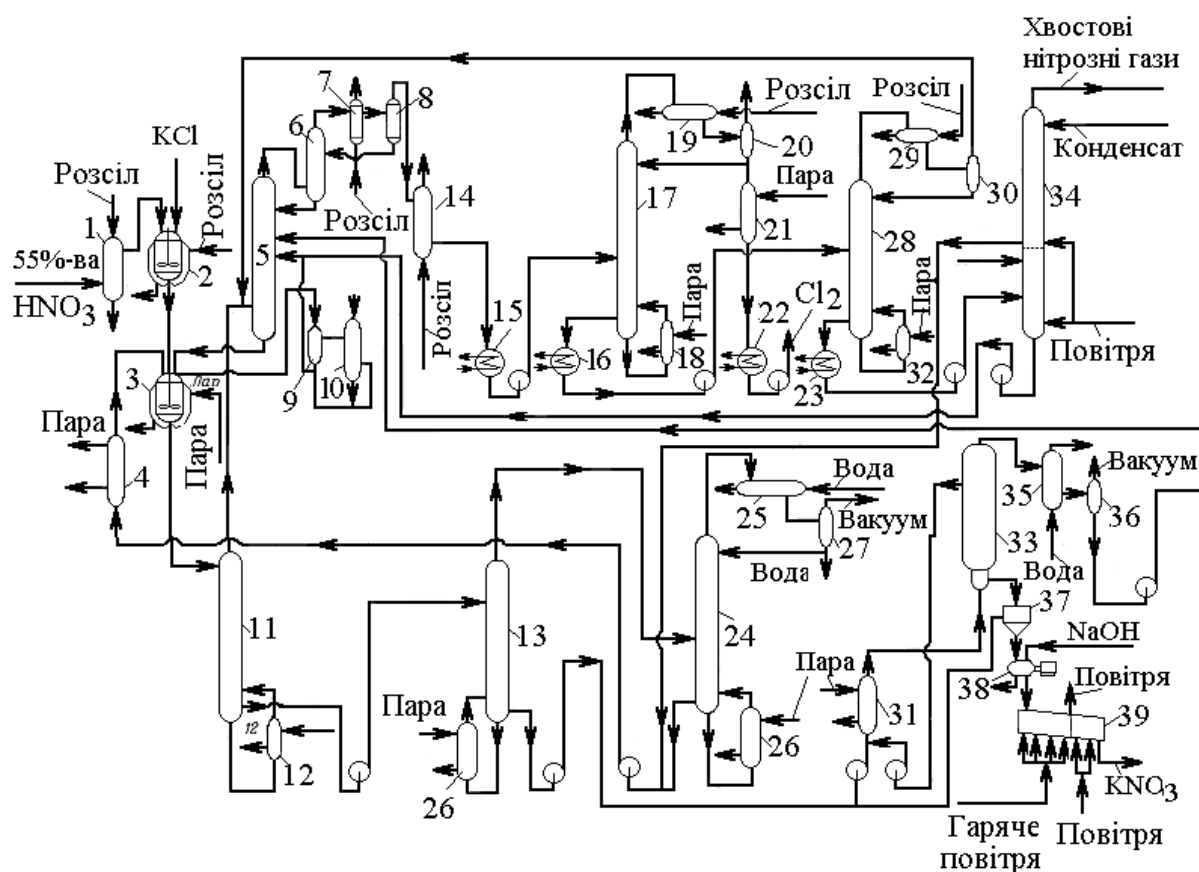 Хвостові
нітрозні гази
Розсіл
Розсіл
KCl
Розсіл
Розсіл
Конденсат
Пара
55%-ва
HNO3
Розсіл
Розсіл
Пара
Cl2
Пара
Повітря
Пар
Пара
Пара
Вода
Вакуум
Вода
Вакуум
Вода
NaOH
Повітря
Пара
Пара
KNO3
Гаряче
повітря
Повітря
1
2
3
4
5
6
7
8
9
10
11
12
12
13
14
15
16
17
18
19
20
21
22
23
24
25
26
26
27
28
29
30
31
32
33
34
35
36
37
38
39